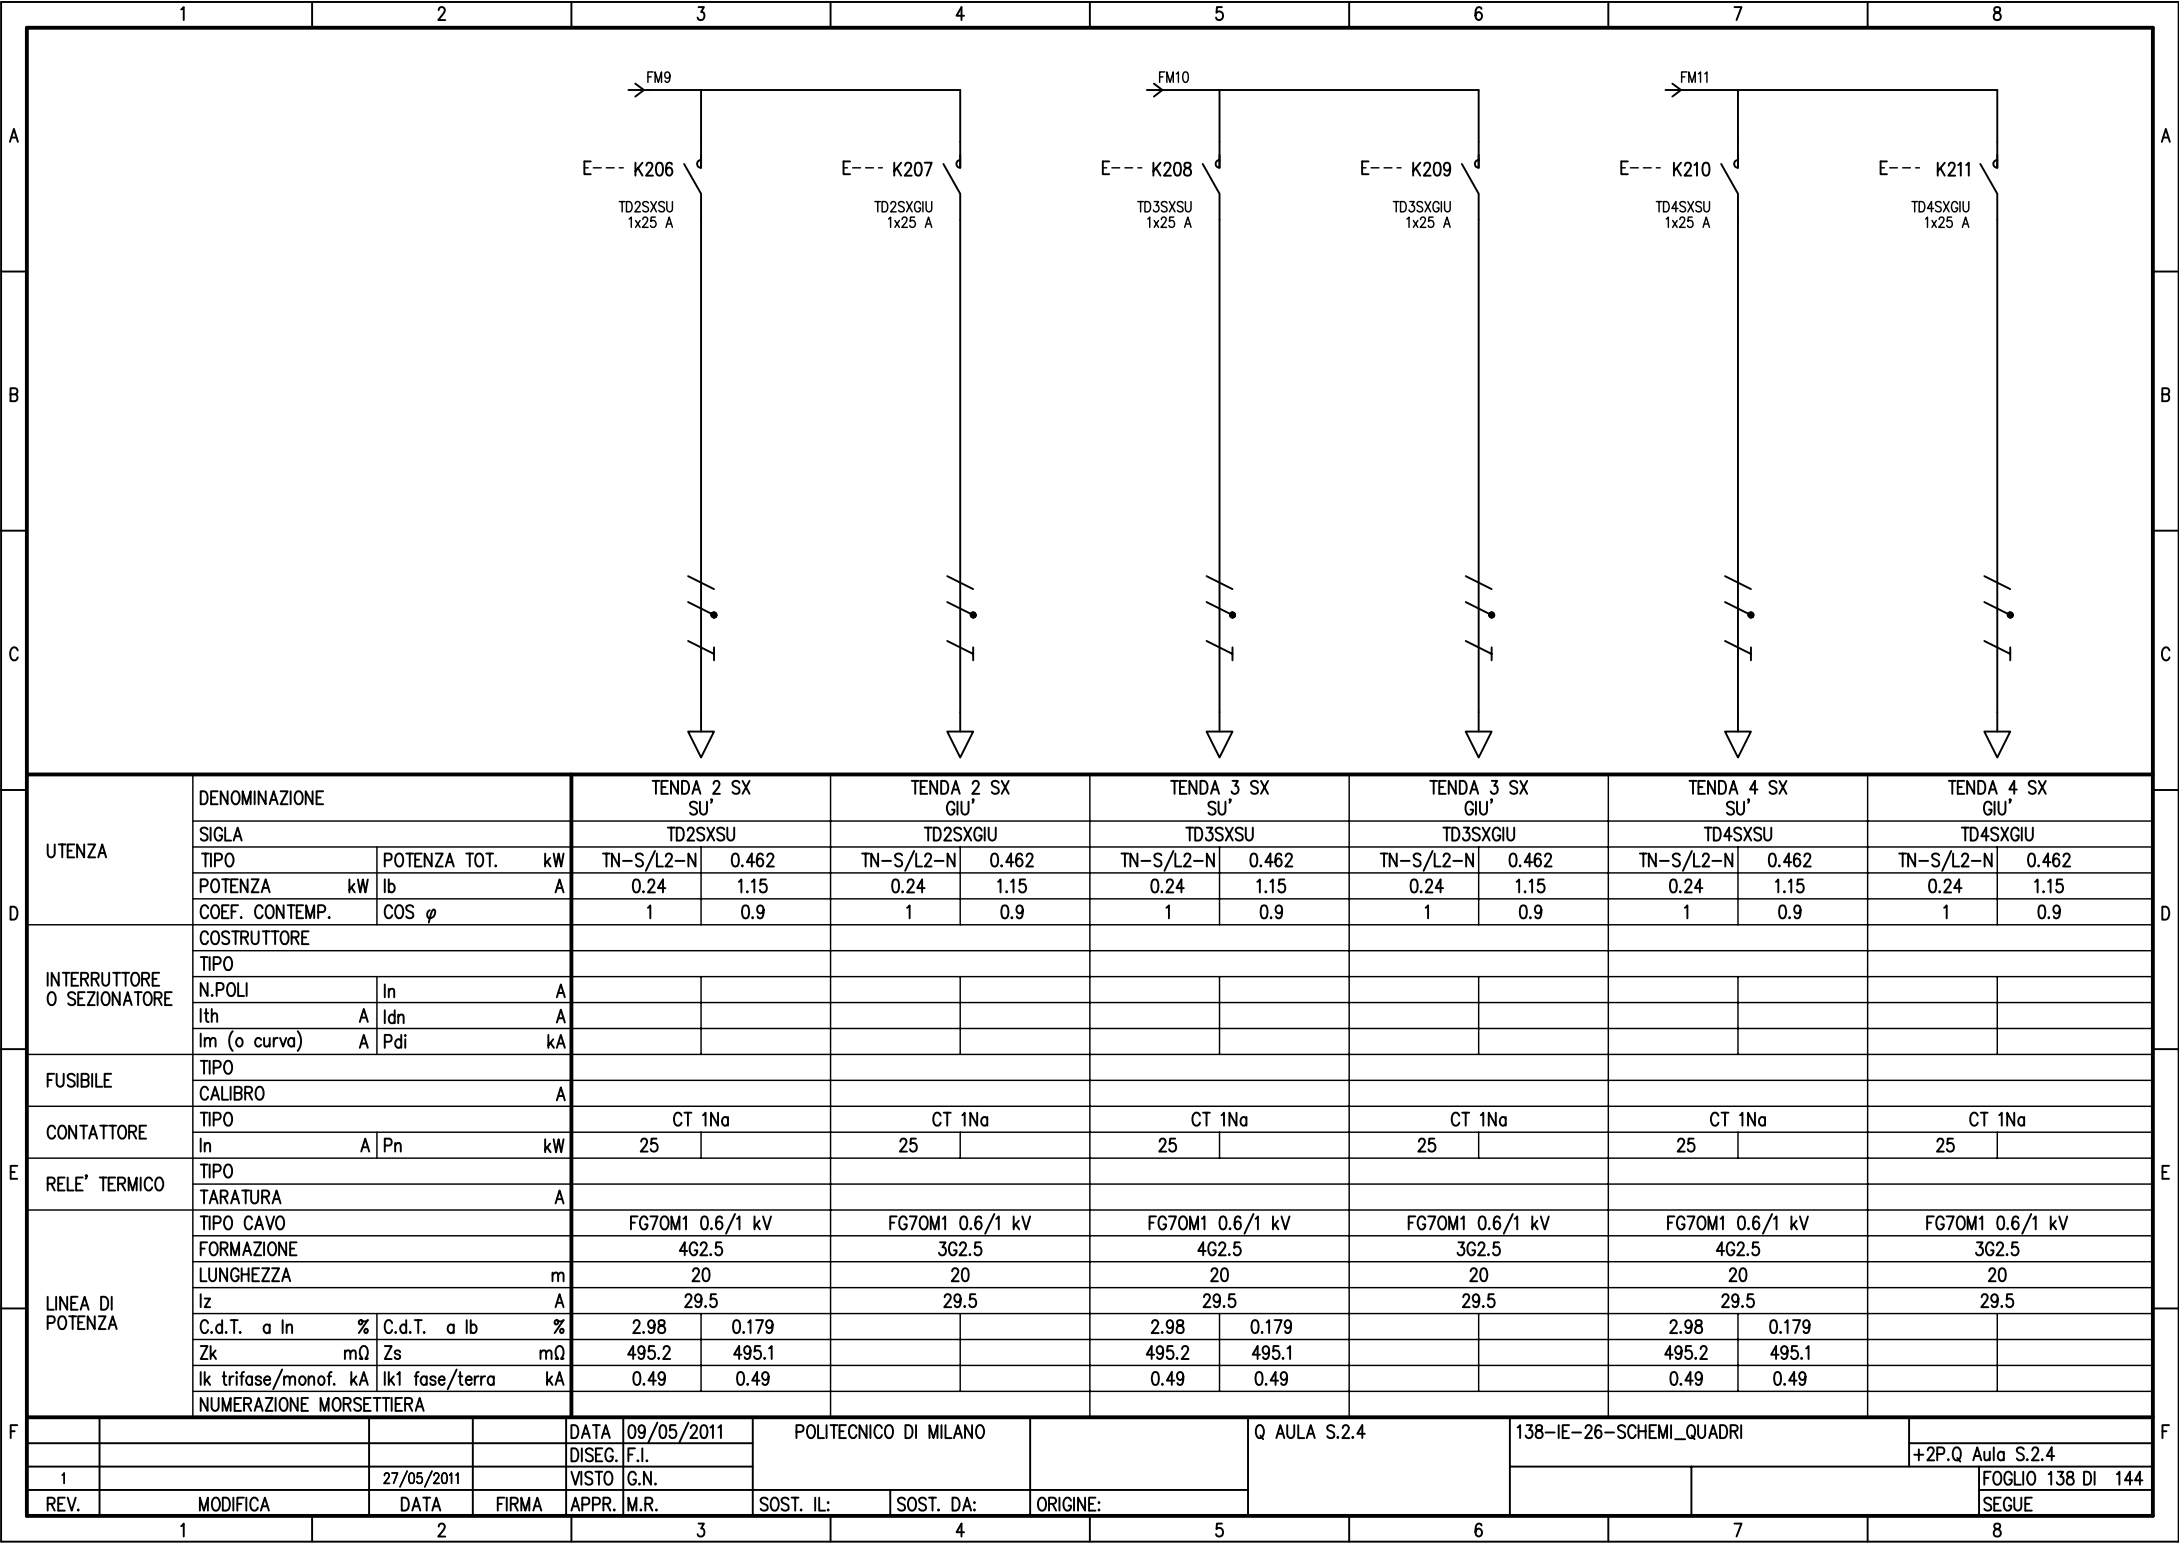 1 2 3 4 5 6 7 8
FM9 FM10 FM11
A A
E--- K206 E--- K207 E--- K208 E--- K209 E--- K210 E--- K211
TD2SXSU TD2SXGIU TD3SXSU TD3SXGIU TD4SXSU TD4SXGIU
1x25 A 1x25 A 1x25 A 1x25 A 1x25 A 1x25 A
B B
C C
UTENZA
DENOMINAZIONE TENDA 2 SX TENDA 2 SX TENDA 3 SX TENDA 3 SX TENDA 4 SX TENDA 4 SX
SU' GIU' SU' GIU' SU' GIU'
SIGLA TD2SXSU TD2SXGIU TD3SXSU TD3SXGIU TD4SXSU TD4SXGIU
TIPO POTENZA TOT. kW TN-S/L2-N 0.462 TN-S/L2-N 0.462 TN-S/L2-N 0.462 TN-S/L2-N 0.462 TN-S/L2-N 0.462 TN-S/L2-N 0.462
POTENZA kW Ib A 0.24 1.15 0.24 1.15 0.24 1.15 0.24 1.15 0.24 1.15 0.24 1.15
D COEF. CONTEMP. COS φ 1 0.9 1 0.9 1 0.9 1 0.9 1 0.9 1 0.9 D
INTERRUTTORE
O SEZIONATORE
COSTRUTTORE
TIPO
N.POLI In A
Ith A Idn A
Im (o curva) A Pdi kA
FUSIBILE
TIPO
CALIBRO A
CONTATTORE
TIPO CT 1Na CT 1Na CT 1Na CT 1Na CT 1Na CT 1Na
In A Pn kW 25 25 25 25 25 25
E E
RELE' TERMICO
TIPO
TARATURA A
LINEA DI
POTENZA
TIPO CAVO FG7OM1 0.6/1 kV FG7OM1 0.6/1 kV FG7OM1 0.6/1 kV FG7OM1 0.6/1 kV FG7OM1 0.6/1 kV FG7OM1 0.6/1 kV
FORMAZIONE 4G2.5 3G2.5 4G2.5 3G2.5 4G2.5 3G2.5
LUNGHEZZA m 20 20 20 20 20 20
Iz A 29.5 29.5 29.5 29.5 29.5 29.5
C.d.T. a In % C.d.T. a Ib % 2.98 0.179 2.98 0.179 2.98 0.179
Zk mΩ Zs mΩ 495.2 495.1 495.2 495.1 495.2 495.1
Ik trifase/monof. kA Ik1 fase/terra kA 0.49 0.49 0.49 0.49 0.49 0.49
NUMERAZIONE MORSETTIERA
F DATA 09/05/2011 POLITECNICO DI MILANO Q AULA S.2.4 138-IE-26-SCHEMI_QUADRI F
DISEG. F.I. +2P.Q Aula S.2.4
1 27/05/2011 VISTO G.N. FOGLIO 138 DI 144
REV. MODIFICA DATA FIRMA APPR. M.R. SOST. IL: SOST. DA: ORIGINE: SEGUE
1 2 3 4 5 6 7 8